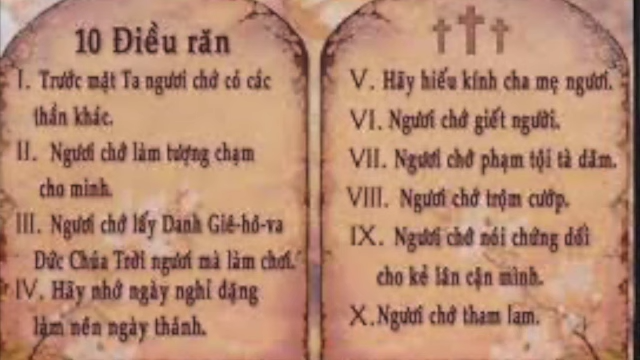 10 Điều răn
I. Trước mặt Ta ngươi chớ có các
thần khác.
II. Ngươi chớ làm tượng chạm
cho mình.
III. Ngươi chớ lấy Danh Giê-hô-va
Đức Chúa Trời ngươi mà làm chơi.
IV. Hãy nhớ ngày nghỉ đặng
làm nên ngày thánh.
V. Hãy hiếu kính cha mẹ ngươi.
VI. Ngươi chớ giết người.
VII. Ngươi chớ phạm tội tà dâm.
VIII. Ngươi chớ trộm cướp.
IX. Ngươi chớ nói chứng dối
cho kẻ lân cận mình.
X. Ngươi chớ tham lam.